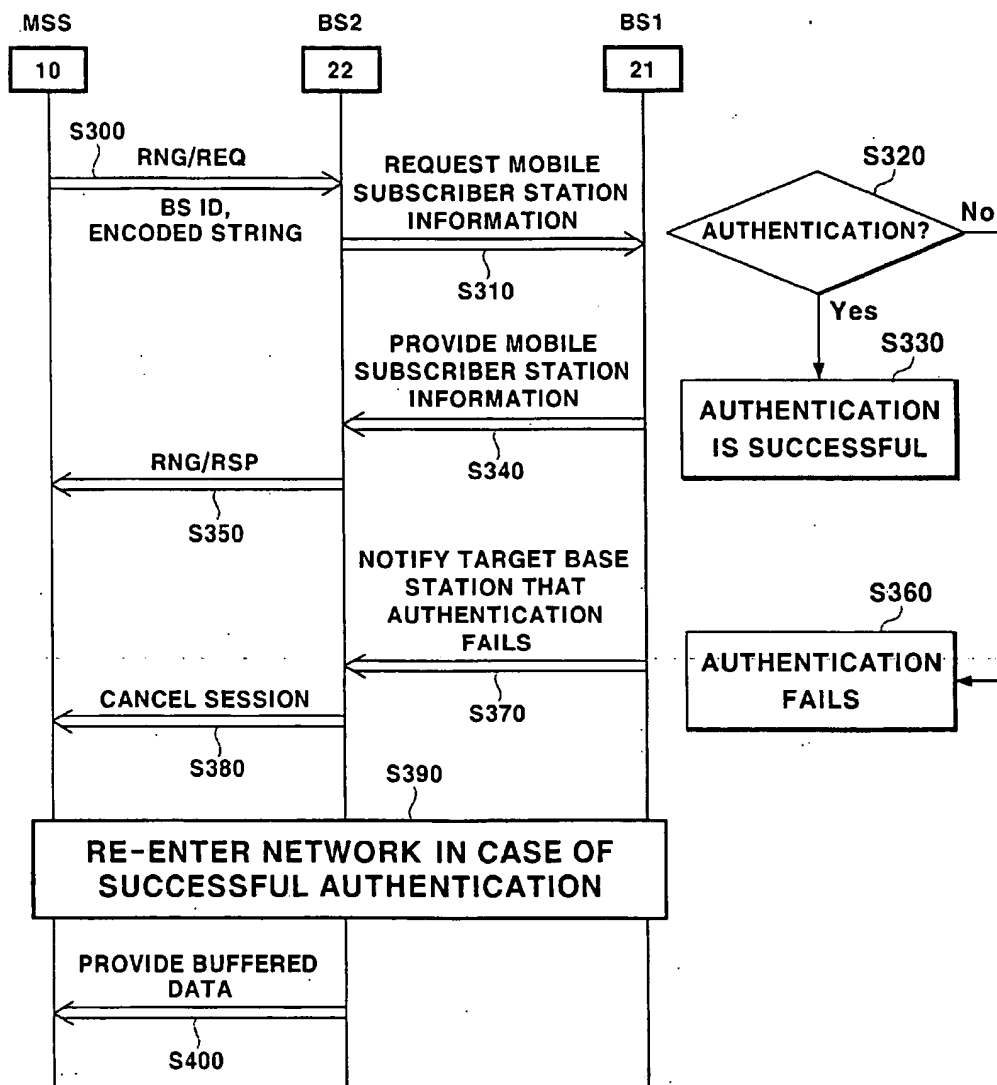 MSS
BS2
BS1
10
22
21
S300
RNG/REQ
BS ID,
ENCODED STRING
REQUEST MOBILE
SUBSCRIBER STATION
INFORMATION
S310
S320
AUTHENTICATION?
No
Yes
S330
AUTHENTICATION
IS SUCCESSFUL
PROVIDE MOBILE
SUBSCRIBER STATION
INFORMATION
S340
RNG/RSP
S350
NOTIFY TARGET BASE
STATION THAT
AUTHENTICATION
FAILS
S370
S360
AUTHENTICATION
FAILS
CANCEL SESSION
S380
S390
RE-ENTER NETWORK IN CASE OF
SUCCESSFUL AUTHENTICATION
PROVIDE BUFFERED
DATA
S400